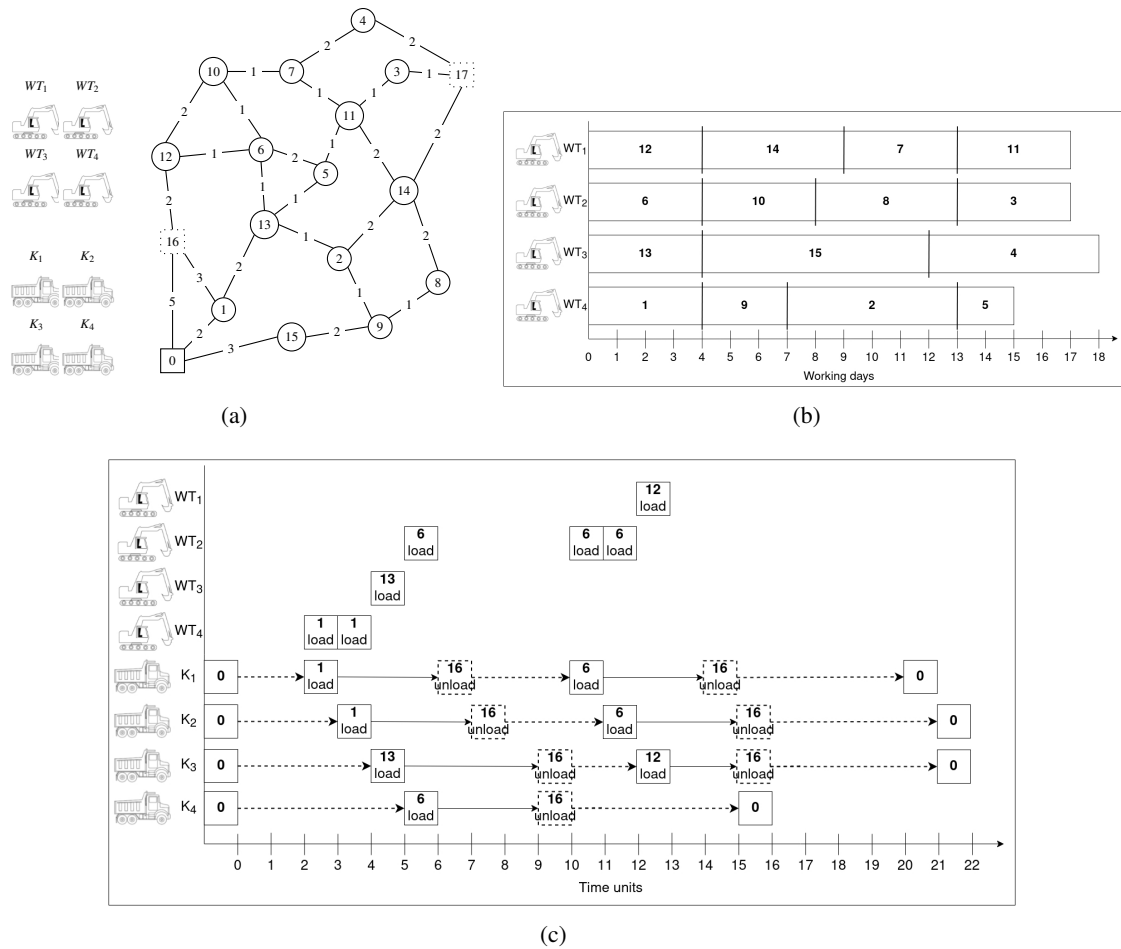 WT1 WT2
WT3 WT4
K1 K2
K3 K4
4
2 2
10 1 7 3 1 17
1 1
11
2 1 1 2
12 1 6 2 5 2
1 1 14
2 13 1 2 2
16 2
3 2 8
5 1 1 1
2 15 2 9
0 3
(a)
WT1 12 14 7 11
WT2 6 10 8 3
WT3 13 15 4
WT4 1 9 2 5
0 1 2 3 4 5 6 7 8 9 10 11 12 13 14 15 16 17 18
Working days
(b)
WT1 12
load
WT2 6 6 6
load load load
WT3 13
load
WT4 1 1
load load
K1 0 1 16 6 16 0
load unload load unload
K2 0 1 16 6 16 0
load unload load unload
K3 0 13 16 12 16 0
load unload load unload
K4 0 6 16 0
load unload
0 1 2 3 4 5 6 7 8 9 10 11 12 13 14 15 16 17 18 19 20 21 22
Time units
(c)